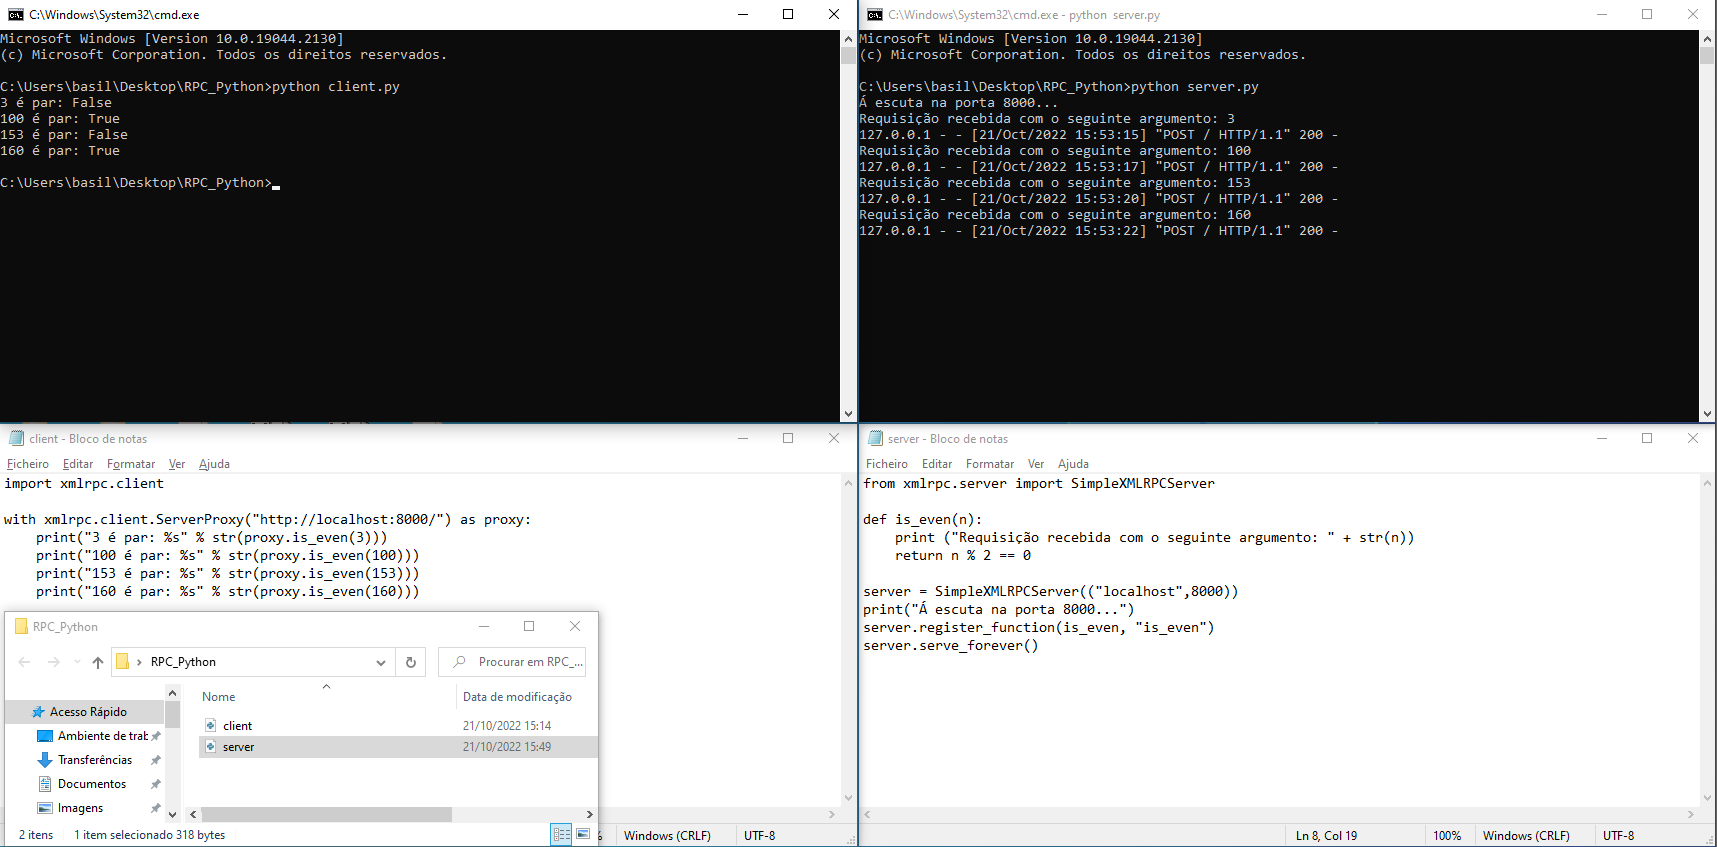 C:\Windows\System32\cmd.exe
Microsoft Windows [Version 10.0.19044.2130]
(c) Microsoft Corporation. Todos os direitos reservados.
C:\Users\basil\Desktop\RPC_Python>python client.py
3 é par: False
100 é par: True
153 é par: False
160 é par: True
C:\Users\basil\Desktop\RPC_Python>
C:\Windows\System32\cmd.exe - python  server.py
Microsoft Windows [Version 10.0.19044.2130]
(c) Microsoft Corporation. Todos os direitos reservados.
C:\Users\basil\Desktop\RPC_Python>python server.py
Á escuta na porta 8000...
Requisição recebida com o seguinte argumento: 3
127.0.0.1 - - [21/Oct/2022 15:53:15] "POST / HTTP/1.1" 200 -
Requisição recebida com o seguinte argumento: 100
127.0.0.1 - - [21/Oct/2022 15:53:17] "POST / HTTP/1.1" 200 -
Requisição recebida com o seguinte argumento: 153
127.0.0.1 - - [21/Oct/2022 15:53:20] "POST / HTTP/1.1" 200 -
Requisição recebida com o seguinte argumento: 160
127.0.0.1 - - [21/Oct/2022 15:53:22] "POST / HTTP/1.1" 200 -
client - Bloco de notas
Ficheiro Editar Formatar Ver Ajuda
import xmlrpc.client
with xmlrpc.client.ServerProxy("http://localhost:8000/") as proxy:
    print("3 é par: %s" % str(proxy.is_even(3)))
    print("100 é par: %s" % str(proxy.is_even(100)))
    print("153 é par: %s" % str(proxy.is_even(153)))
    print("160 é par: %s" % str(proxy.is_even(160)))
RPC_Python
RPC_Python
Procurar em RPC_...
Nome Data de modificação
Acesso Rápido
Ambiente de trab
Transferências
Documentos
Imagens
client 21/10/2022 15:14
server 21/10/2022 15:49
2 itens 1 item selecionado 318 bytes
% Windows (CRLF) UTF-8
server - Bloco de notas
Ficheiro Editar Formatar Ver Ajuda
from xmlrpc.server import SimpleXMLRPCServer
def is_even(n):
    print ("Requisição recebida com o seguinte argumento: " + str(n))
    return n % 2 == 0
server = SimpleXMLRPCServer(("localhost",8000))
print("Á escuta na porta 8000...")
server.register_function(is_even, "is_even")
server.serve_forever()
Ln 8, Col 19 100% Windows (CRLF) UTF-8